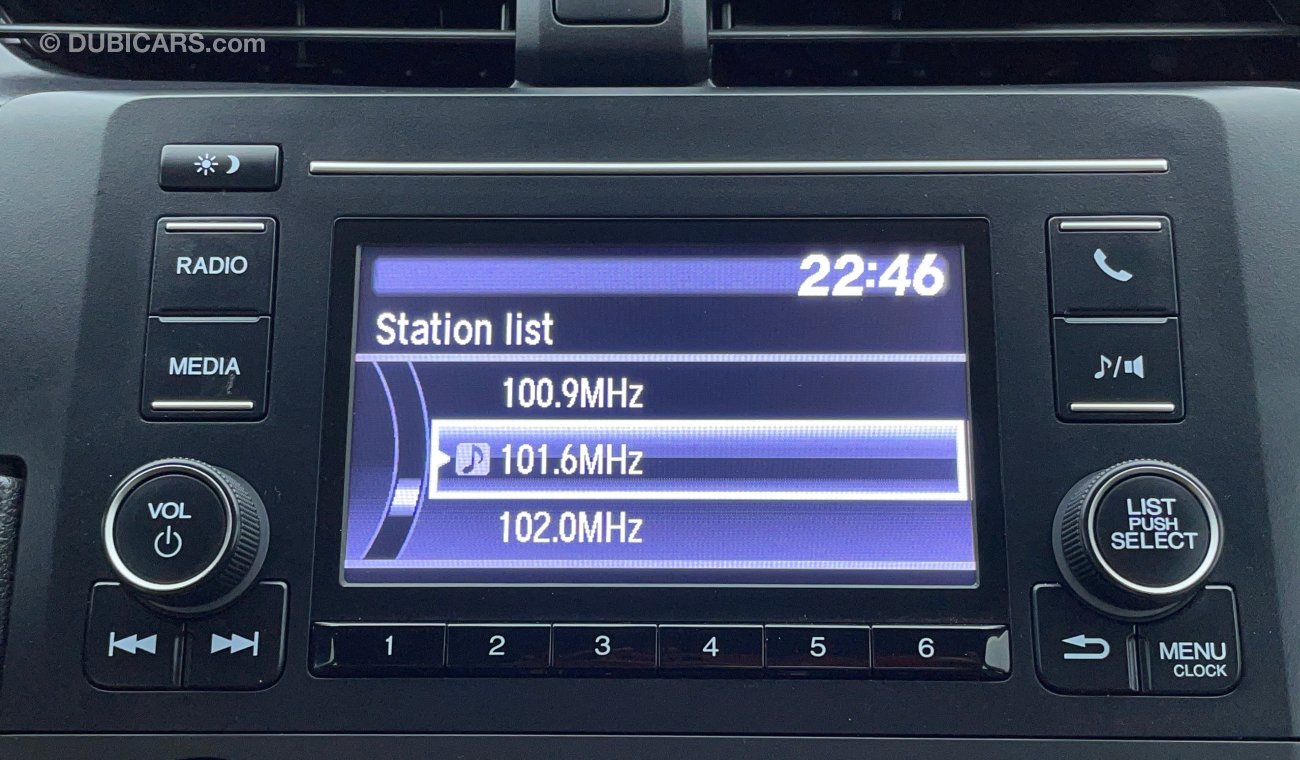 © DUBICARS.com
RADIO
MEDIA
VOL
22:46
Station list
100.9MHz
101.6MHz
102.0MHz
LIST
PUSH
SELECT
1 2 3 4 5 6
MENU
CLOCK